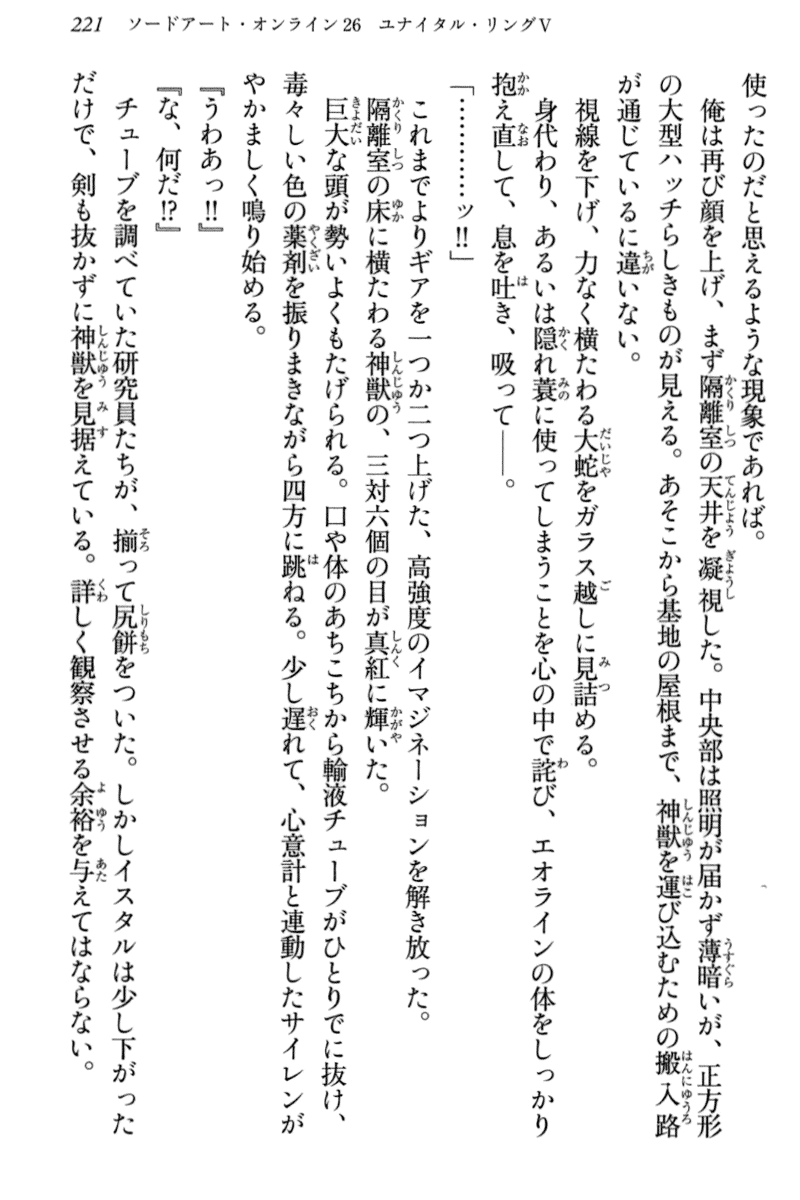 221 ソードアート・オンライン26 ユナイタル・リングⅤ
使ったのだと思えるような現象であれば。
俺は再び顔を上げ、まず隔離室の天井を凝視した。中央部は照明が届かず薄暗いが、正方形
の大型ハッチらしきものが見える。あそこから基地の屋根まで、神獣を運び込むための搬入路
が通じているに違いない。
視線を下げ、力なく横たわる大蛇をガラス越しに見詰める。
身代わり、あるいは隠れ蓑に使ってしまうことを心の中で詫び、エオラインの体をしっかり
抱え直して、息を吐き、吸って――。
「…………ッ!!」
これまでよりギアを一つか二つ上げた、高強度のイマジネーションを解き放った。
隔離室の床に横たわる神獣の、三対六個の目が真紅に輝いた。
巨大な頭が勢いよくもたげられる。口や体のあちこちから輸液チューブがひとりでに抜け、
毒々しい色の薬剤を振りまきながら四方に跳ねる。少し遅れて、心意計と連動したサイレンが
やかましく鳴り始める。
『うわあっ!!』
『な、何だ!?』
チューブを調べていた研究員たちが、揃って尻餅をついた。しかしイスタルは少し下がった
だけで、剣も抜かずに神獣を見据えている。詳しく観察させる余裕を与えてはならない。